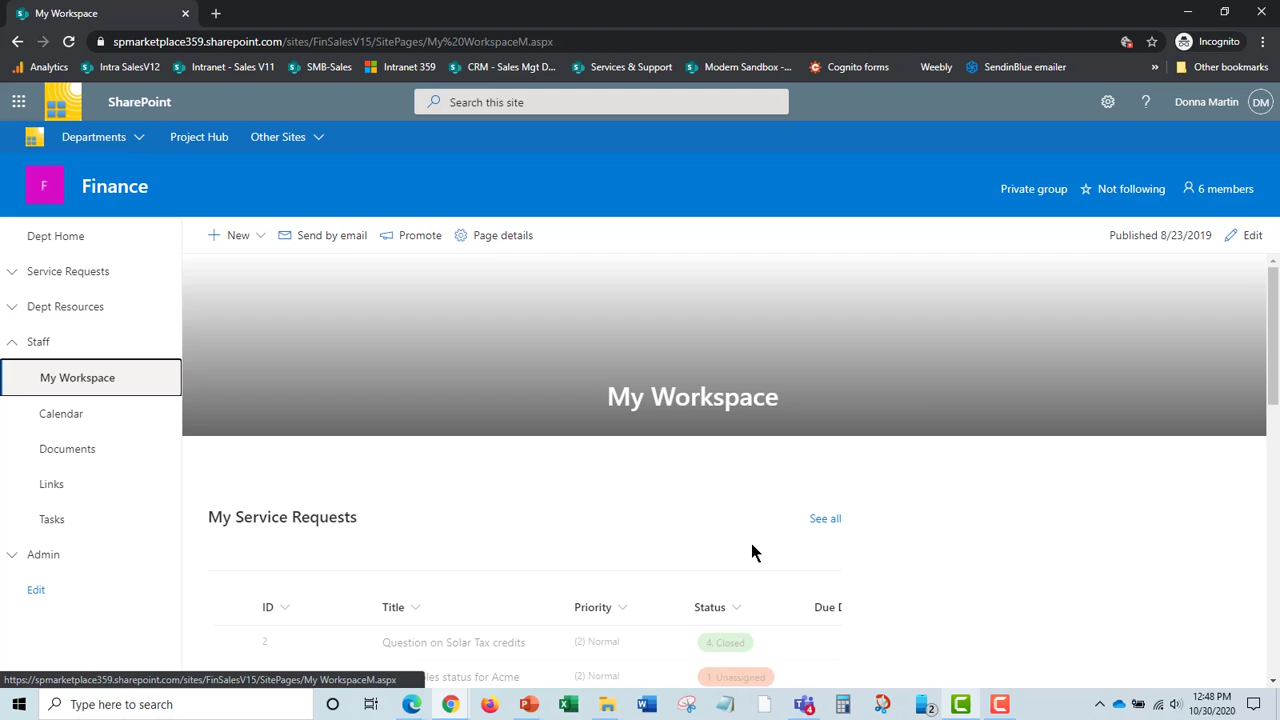 My Workspace
spmarketplace359.sharepoint.com/sites/FinSalesV15/SitePages/My%20WorkspaceM.aspx
Incognito
Analytics
Intra SalesV12
Intranet - Sales V11
SMB-Sales
Intranet 359
CRM - Sales Mgt D...
Services & Support
Modern Sandbox -...
Cognito forms
Weebly
SendinBlue emailer
»
Other bookmarks
SharePoint
Search this site
?
Donna Martin
DM
Departments
Project Hub
Other Sites
F
Finance
Private group
Not following
6 members
Dept Home
New
Send by email
Promote
Page details
Published 8/23/2019
Edit
Service Requests
Dept Resources
Staff
My Workspace
Calendar
Documents
Links
Tasks
Admin
Edit
My Workspace
My Service Requests
See all
ID
Title
Priority
Status
Due D
2
Question on Solar Tax credits
(2) Normal
4. Closed
les status for Acme
(2) Normal
1 Unassigned
https://spmarketplace359.sharepoint.com/sites/FinSalesV15/SitePages/My WorkspaceM.aspx
Type here to search
4
2
12:48 PM
10/30/2020